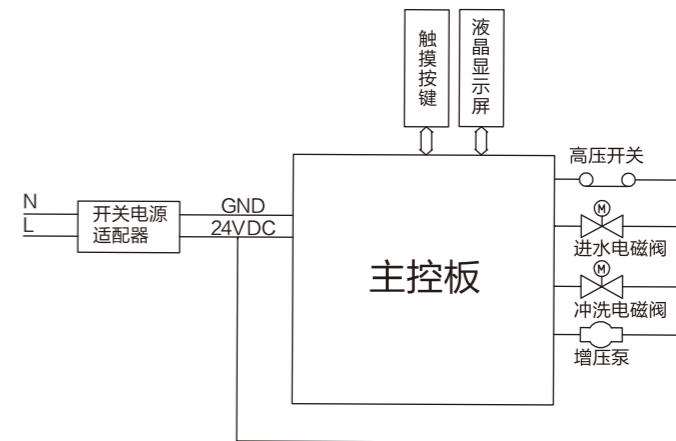 触摸按键
液晶显示屏
高压开关
N
L
开关电源
适配器
GND
24VDC
M
进水电磁阀
主控板
M
冲洗电磁阀
增压泵